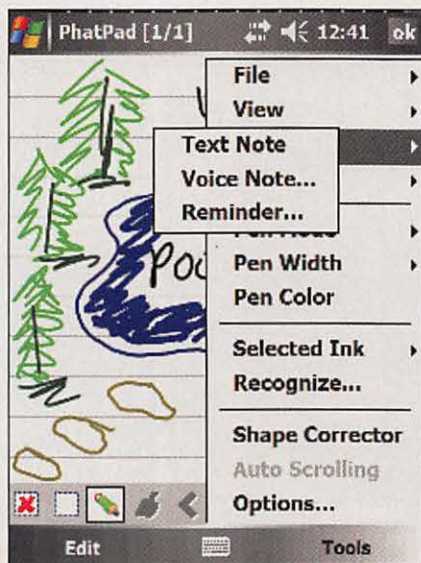 PhatPad [1/1] 12:41 ok
File
View
Text Note
Voice Note...
Reminder...
Pen Width
Pen Color
Selected Ink
Recognize...
Shape Corrector
Auto Scrolling
Options...
Edit Tools